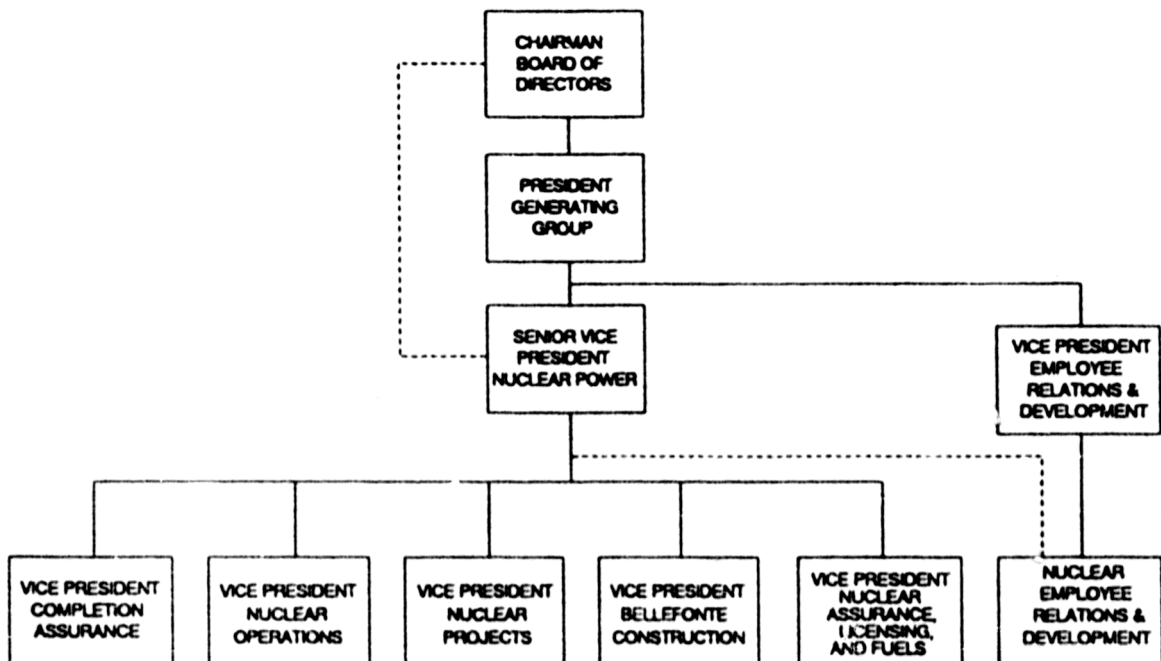 CHAIRMAN
BOARD OF
DIRECTORS
PRESIDENT
GENERATING
GROUP
SENIOR VICE
PRESIDENT
NUCLEAR POWER
VICE PRESIDENT
EMPLOYEE
RELATIONS &
DEVELOPMENT
VICE PRESIDENT
COMPLETION
ASSURANCE
VICE PRESIDENT
NUCLEAR
OPERATIONS
VICE PRESIDENT
NUCLEAR
PROJECTS
VICE PRESIDENT
BELLEFONTE
CONSTRUCTION
VICE PRESIDENT
NUCLEAR
ASSURANCE,
LICENSING,
AND FUELS
NUCLEAR
EMPLOYEE
RELATIONS &
DEVELOPMENT